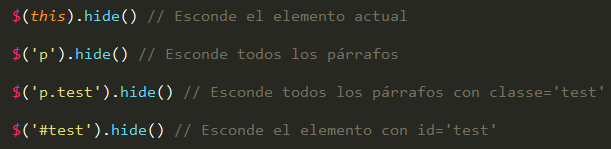 $(this).hide() // Esconde el elemento actual
$('p').hide() // Esconde todos los párrafos
$('p.test').hide() // Esconde todos los párrafos con classe='test'
$('#test').hide() // Esconde el elemento con id='test'